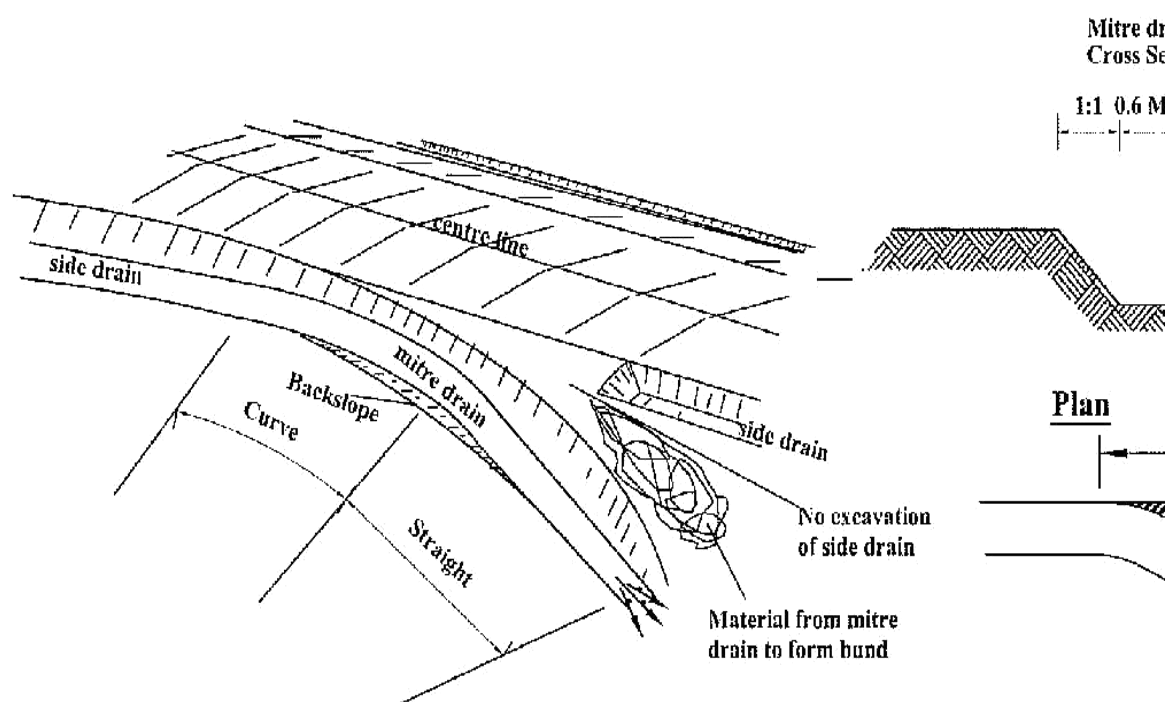 Mitre dr
Cross Se
1:1 0.6 M
centre line
side drain
mitre drain
Backslope
Curve
side drain
Plan
Straight
No excavation
of side drain
Material from mitre
drain to form bund